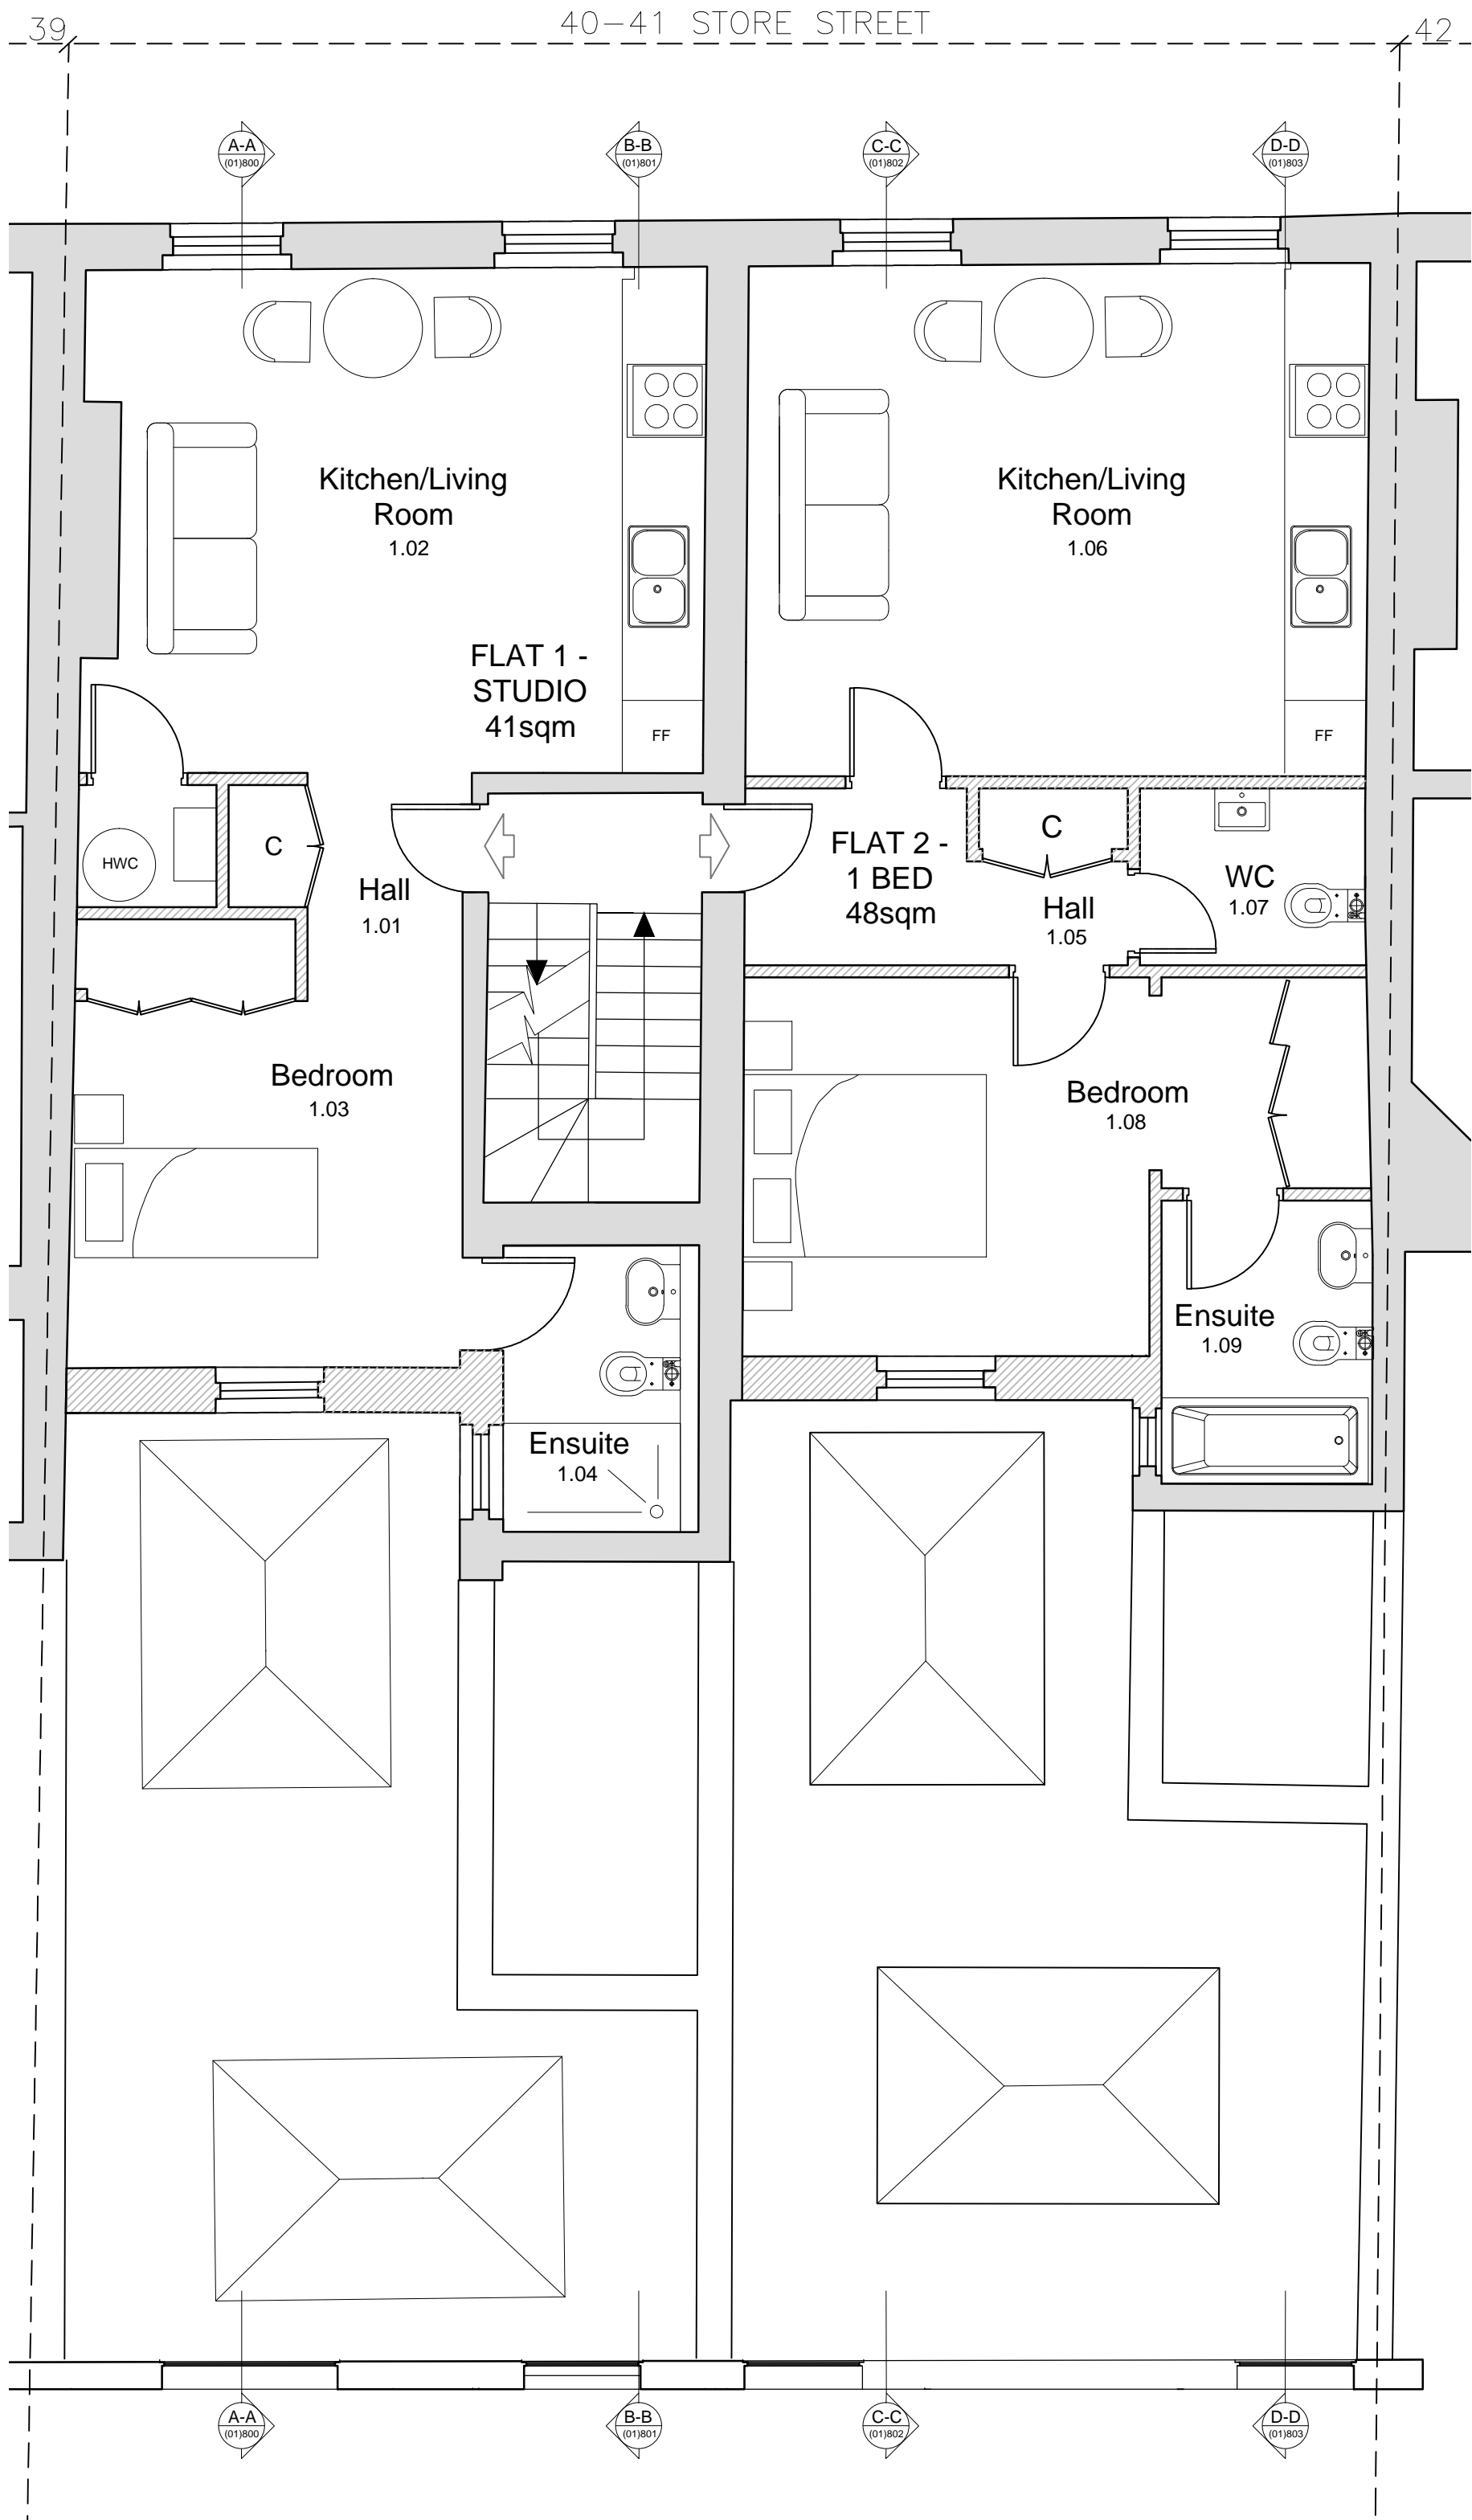 39
40-41 STORE STREET
42
A-A
(01)800
B-B
(01)801
C-C
(01)802
D-D
(01)803
Kitchen/Living
Room
1.02
Kitchen/Living
Room
1.06
FLAT 1 -
STUDIO
41sqm
FF
FF
HWC
C
Hall
1.01
FLAT 2 -
1 BED
48sqm
C
Hall
1.05
WC
1.07
Bedroom
1.03
Bedroom
1.08
Ensuite
1.09
Ensuite
1.04
A-A
(01)800
B-B
(01)801
C-C
(01)802
D-D
(01)803